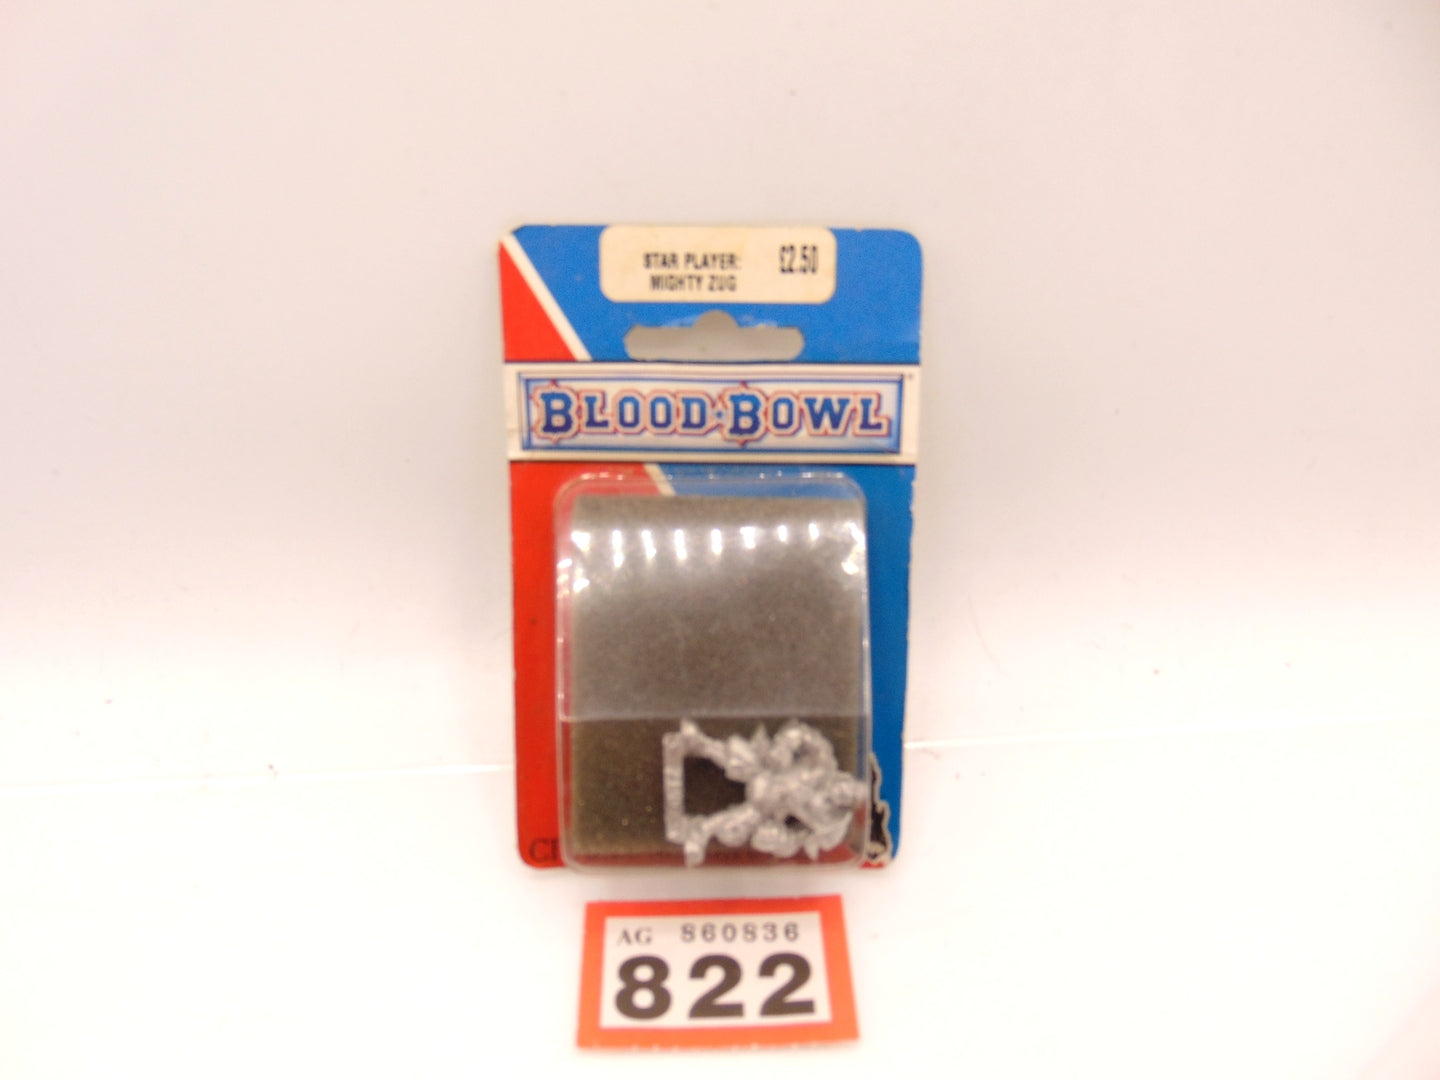 STAR PLAYER: £2.50
MIGHTY ZUG
BLOOD·BOWL
AG 860836
822